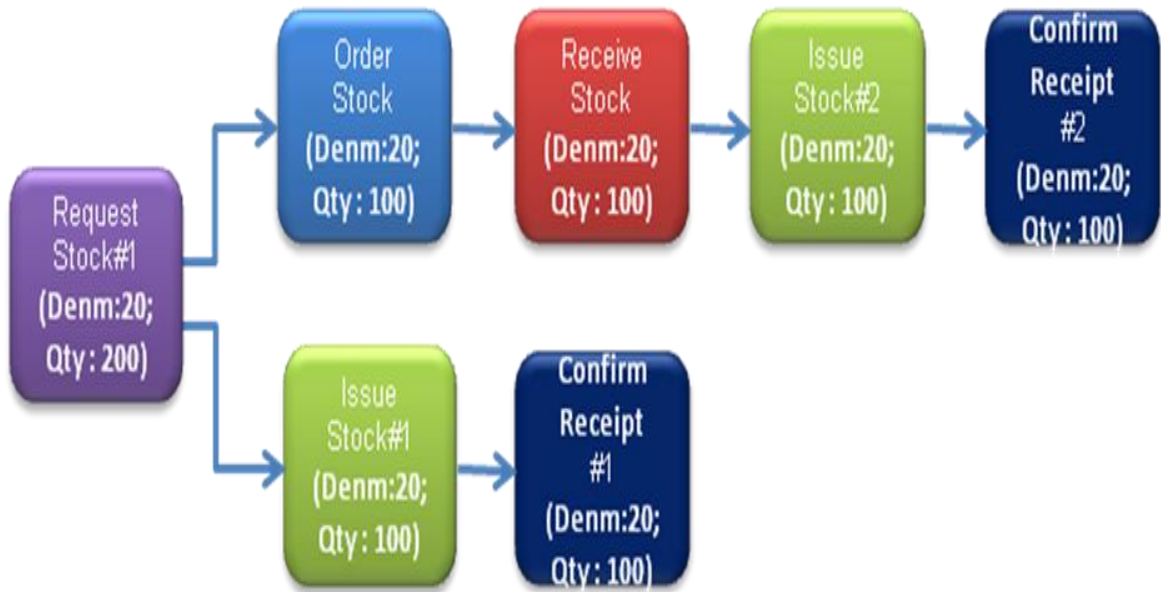 Request
Stock#1
(Denm:20;
Qty : 200)
Order
Stock
(Denm:20;
Qty : 100)
Receive
Stock
(Denm:20;
Qty : 100)
Issue
Stock#2
(Denm:20;
Qty : 100)
Confirm
Receipt
#2
(Denm:20;
Qty : 100)
Issue
Stock#1
(Denm:20;
Qty : 100)
Confirm
Receipt
#1
(Denm:20;
Qty : 100)